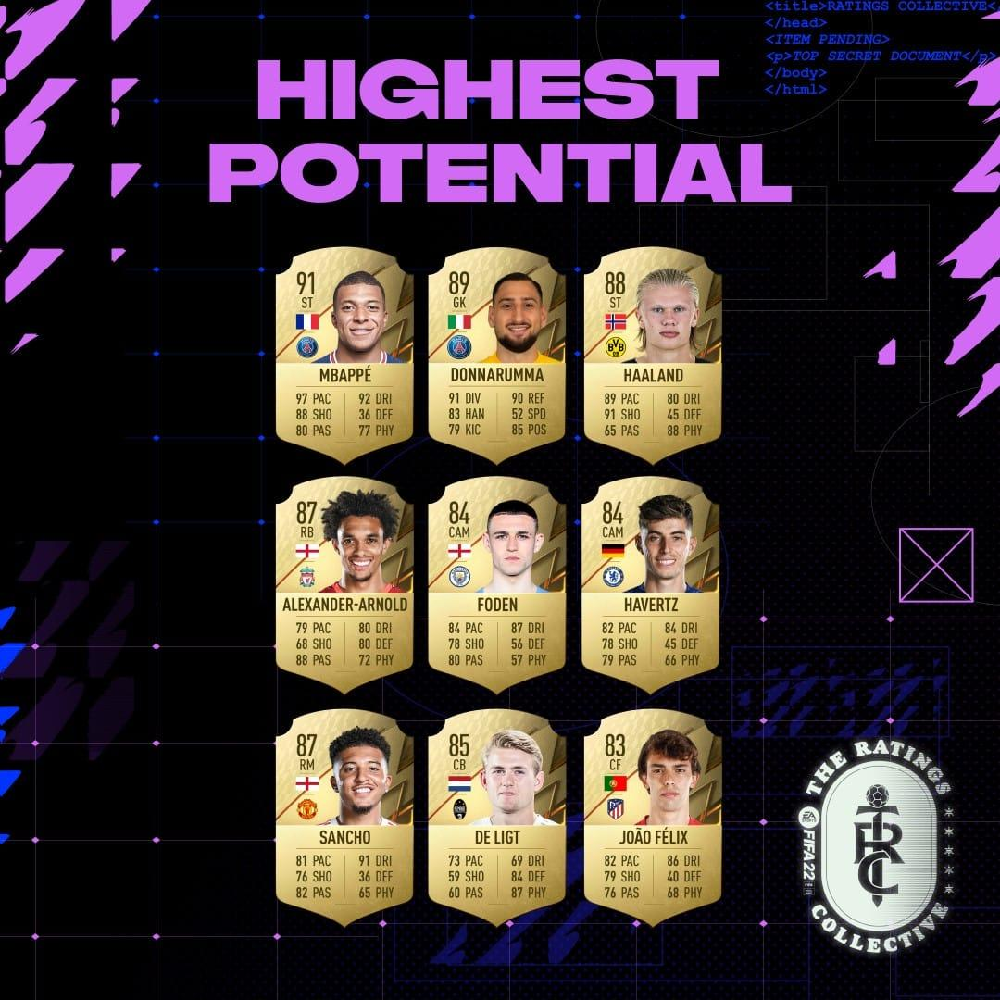 <title>RATINGS COLLECTIVE<
</head>
<ITEM PENDING>
<p>TOP SECRET DOCUMENT</p>
</body>
</html>
HIGHEST
POTENTIAL
91
ST
MBAPPÉ
97 PAC 92 DRI
88 SHO 36 DEF
80 PAS 77 PHY
89
GK
DONNARUMMA
91 DIV 90 REF
83 HAN 52 SPD
79 KIC 85 POS
88
ST
BVB
09
HAALAND
89 PAC 80 DRI
91 SHO 45 DEF
65 PAS 88 PHY
87
RB
ALEXANDER-ARNOLD
79 PAC 80 DRI
68 SHO 80 DEF
88 PAS 72 PHY
84
CAM
FODEN
84 PAC 87 DRI
78 SHO 56 DEF
80 PAS 57 PHY
84
CAM
HAVERTZ
82 PAC 84 DRI
78 SHO 45 DEF
79 PAS 66 PHY
87
RM
SANCHO
81 PAC 91 DRI
76 SHO 36 DEF
82 PAS 65 PHY
85
CB
DE LIGT
73 PAC 69 DRI
59 SHO 84 DEF
60 PAS 87 PHY
83
CF
JOÃO FÉLIX
82 PAC 86 DRI
79 SHO 40 DEF
76 PAS 68 PHY
THE RATINGS
COLLECTIVE
TRC
EA SPORTS FIFA 22